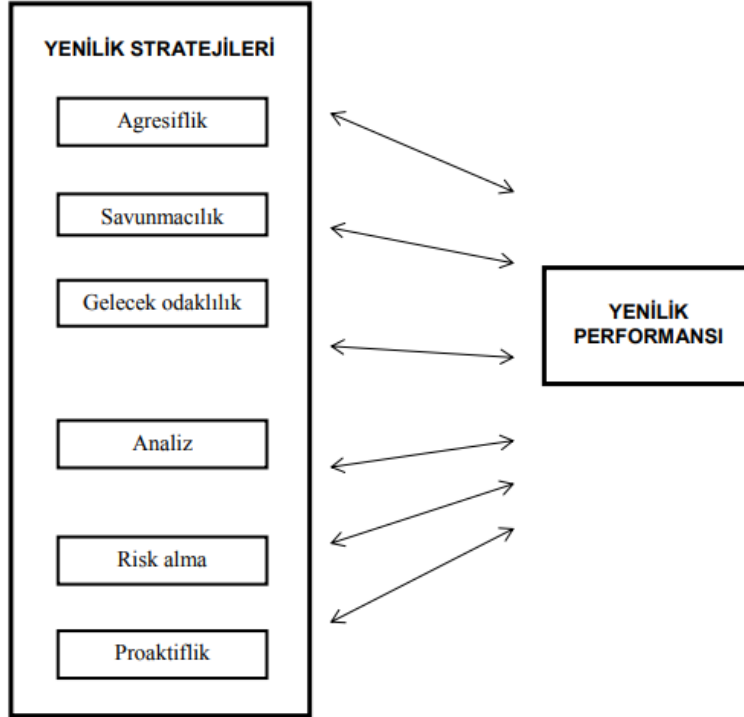 YENİLİK STRATEJİLERİ
Agresiflik
Savunmacılık
Gelecek odaklılık
Analiz
Risk alma
Proaktiflik
YENİLİK
PERFORMANSI